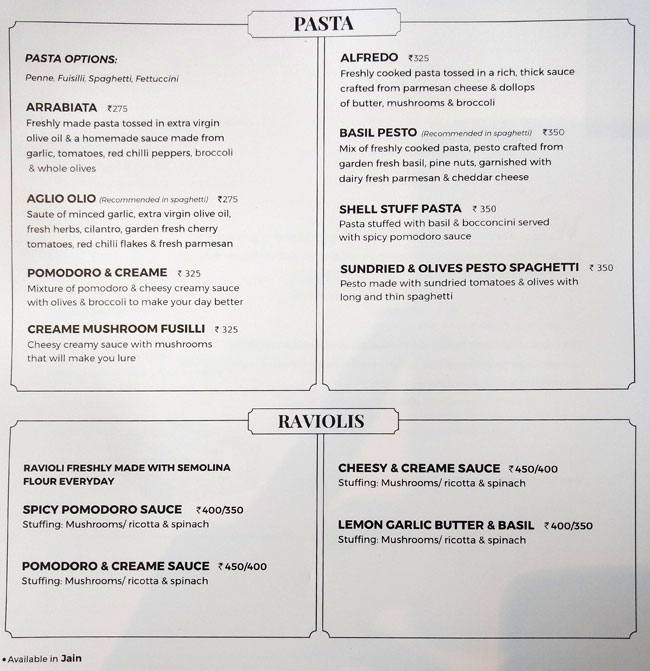 PASTA
PASTA OPTIONS:
Penne, Fuisilli, Spaghetti, Fettuccini
ARRABIATA ₹275
Freshly made pasta tossed in extra virgin
olive oil & a homemade sauce made from
garlic, tomatoes, red chilli peppers, broccoli
& whole olives
AGLIO OLIO (Recommended in spaghetti) ₹275
Saute of minced garlic, extra virgin olive oil,
fresh herbs, cilantro, garden fresh cherry
tomatoes, red chilli flakes & fresh parmesan
POMODORO & CREAME ₹ 325
Mixture of pomodoro & cheesy creamy sauce
with olives & broccoli to make your day better
CREAME MUSHROOM FUSILLI ₹ 325
Cheesy creamy sauce with mushrooms
that will make you lure
ALFREDO ₹325
Freshly cooked pasta tossed in a rich, thick sauce
crafted from parmesan cheese & dollops
of butter, mushrooms & broccoli
BASIL PESTO (Recommended in spaghetti) ₹350
Mix of freshly cooked pasta, pesto crafted from
garden fresh basil, pine nuts, garnished with
dairy fresh parmesan & cheddar cheese
SHELL STUFF PASTA ₹ 350
Pasta stuffed with basil & bocconcini served
with spicy pomodoro sauce
SUNDRIED & OLIVES PESTO SPAGHETTI ₹ 350
Pesto made with sundried tomatoes & olives with
long and thin spaghetti
RAVIOLIS
RAVIOLI FRESHLY MADE WITH SEMOLINA
FLOUR EVERYDAY
SPICY POMODORO SAUCE ₹400/350
Stuffing: Mushrooms/ ricotta & spinach
POMODORO & CREAME SAUCE ₹450/400
Stuffing: Mushrooms/ ricotta & spinach
CHEESY & CREAME SAUCE ₹450/400
Stuffing: Mushrooms/ ricotta & spinach
LEMON GARLIC BUTTER & BASIL ₹400/350
Stuffing: Mushrooms/ ricotta & spinach
•Available in Jain